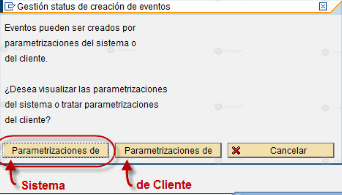 Gestión status de creación de eventos
Eventos pueden ser creados por
parametrizaciones del sistema o
del cliente.
¿Desea visualizar las parametrizaciones
del sistema o tratar parametrizaciones
del cliente?
Parametrizaciones de
Parametrizaciones de
Cancelar
Sistema
de Cliente